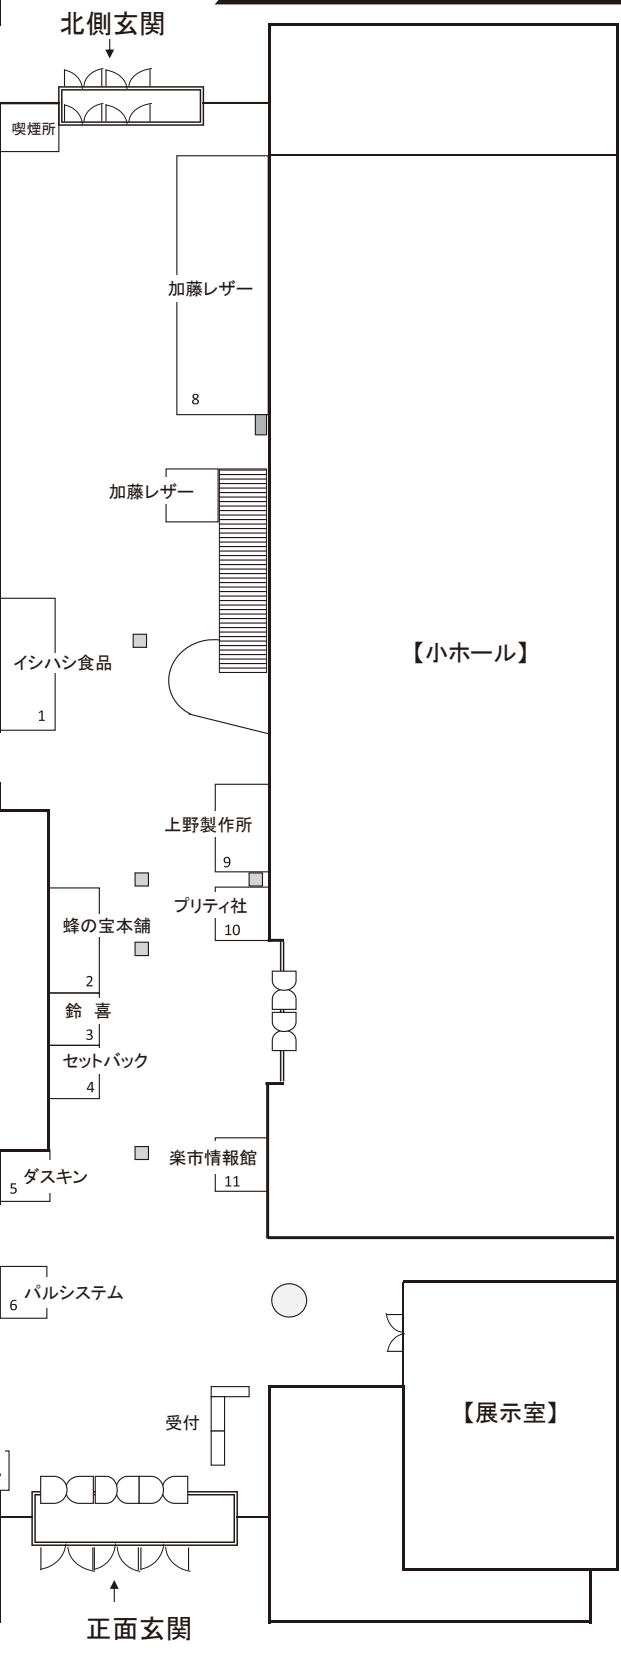 北側玄関
喫煙所
加藤レザー
8
加藤レザー
【小ホール】
イシハシ食品
1
上野製作所
9
プリティ社
10
蜂の宝本舗
2
鈴 喜
3
セットバック
4
楽市情報館
11
ダスキン
5
パルシステム
6
【展示室】
受付
正面玄関